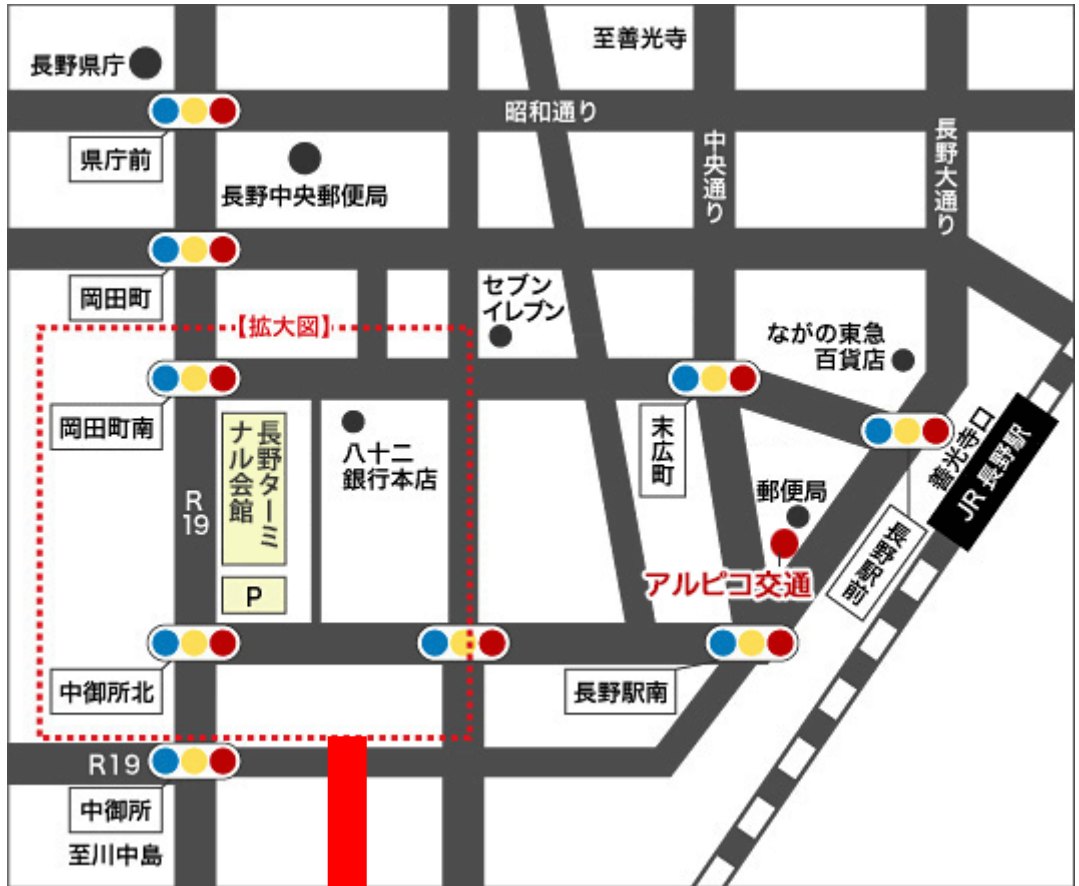 至善光寺
長野県庁
昭和通り
県庁前
中央通り
長野大通り
長野中央郵便局
岡田町
セブン
イレブン
【拡大図】
ながの東急
百貨店
岡田町南
長野ターミ
ナル会館
八十二
銀行本店
末広町
善光寺口
JR 長野駅
R
19
郵便局
長野駅前
アルピコ交通
P
中御所北
長野駅南
R19
中御所
至川中島